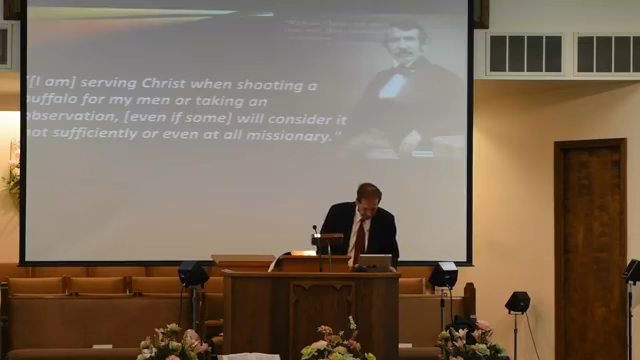 [I am] serving Christ when shooting a
buffalo for my men or taking an
observation, [even if some] will consider it
not sufficiently or even at all missionary."